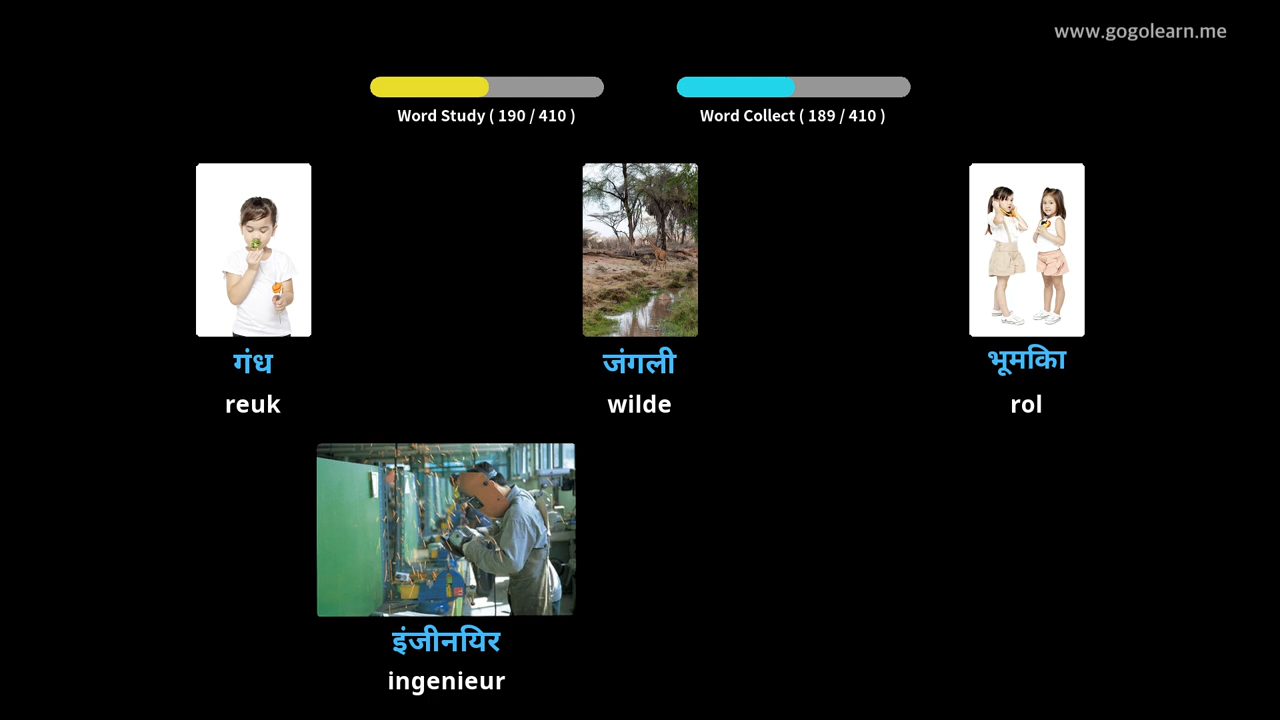 www.gogolearn.me
Word Study ( 190 / 410 )
Word Collect ( 189 / 410 )
गंध
जंगली
भूमिका
reuk
wilde
rol
इंजीनियर
ingenieur